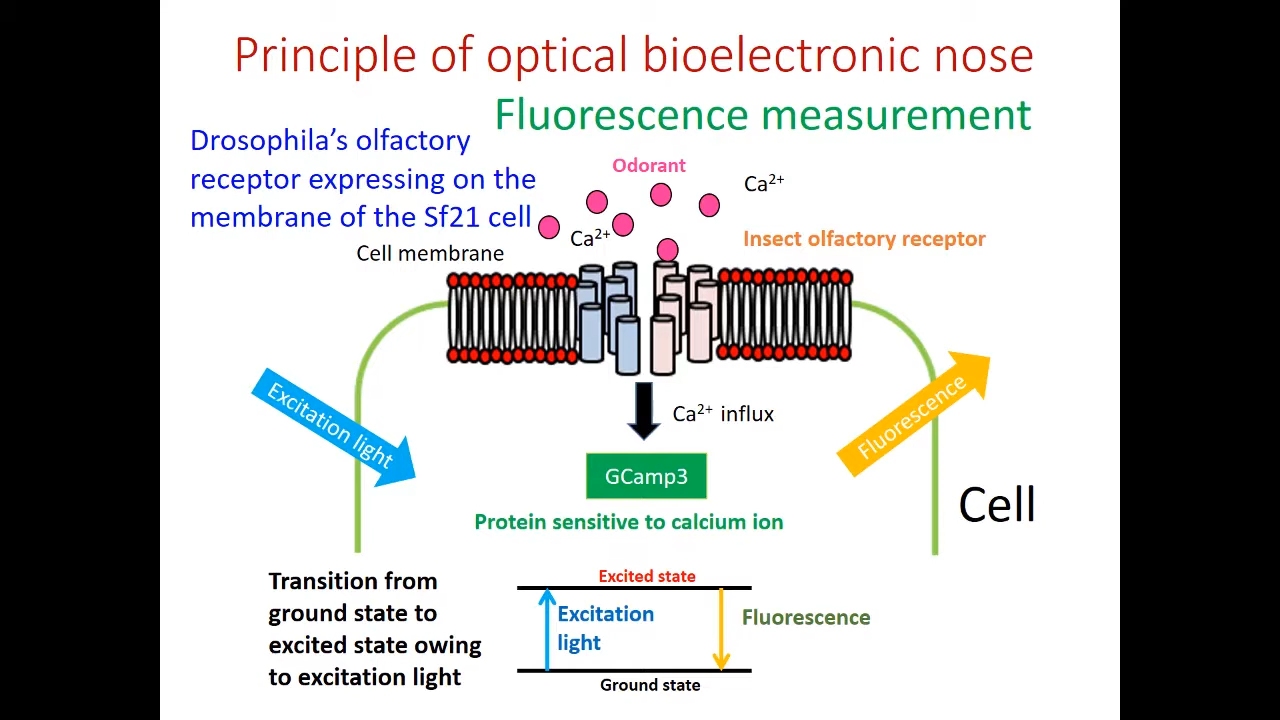 Principle of optical bioelectronic nose
Fluorescence measurement
Drosophila’s olfactory
receptor expressing on the
membrane of the Sf21 cell
Odorant
Ca²⁺
Ca²⁺
Insect olfactory receptor
Cell membrane
Excitation light
Fluorescence
Ca²⁺ influx
GCamp3
Protein sensitive to calcium ion
Cell
Transition from
ground state to
excited state owing
to excitation light
Excited state
Excitation
light
Fluorescence
Ground state